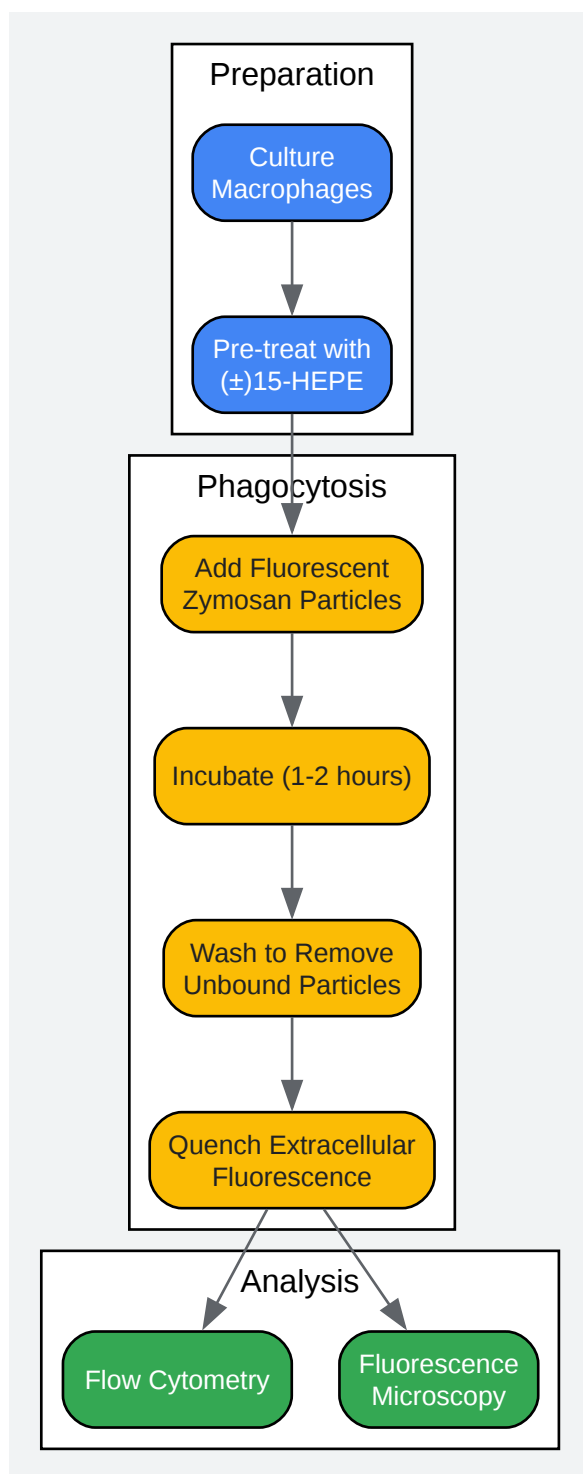 Preparation
Culture
Macrophages
Pre-treat with
(±)15-HEPE
Phagocytosis
Add Fluorescent
Zymosan Particles
Incubate (1-2 hours)
Wash to Remove
Unbound Particles
Quench Extracellular
Fluorescence
Analysis
Flow Cytometry
Fluorescence
Microscopy